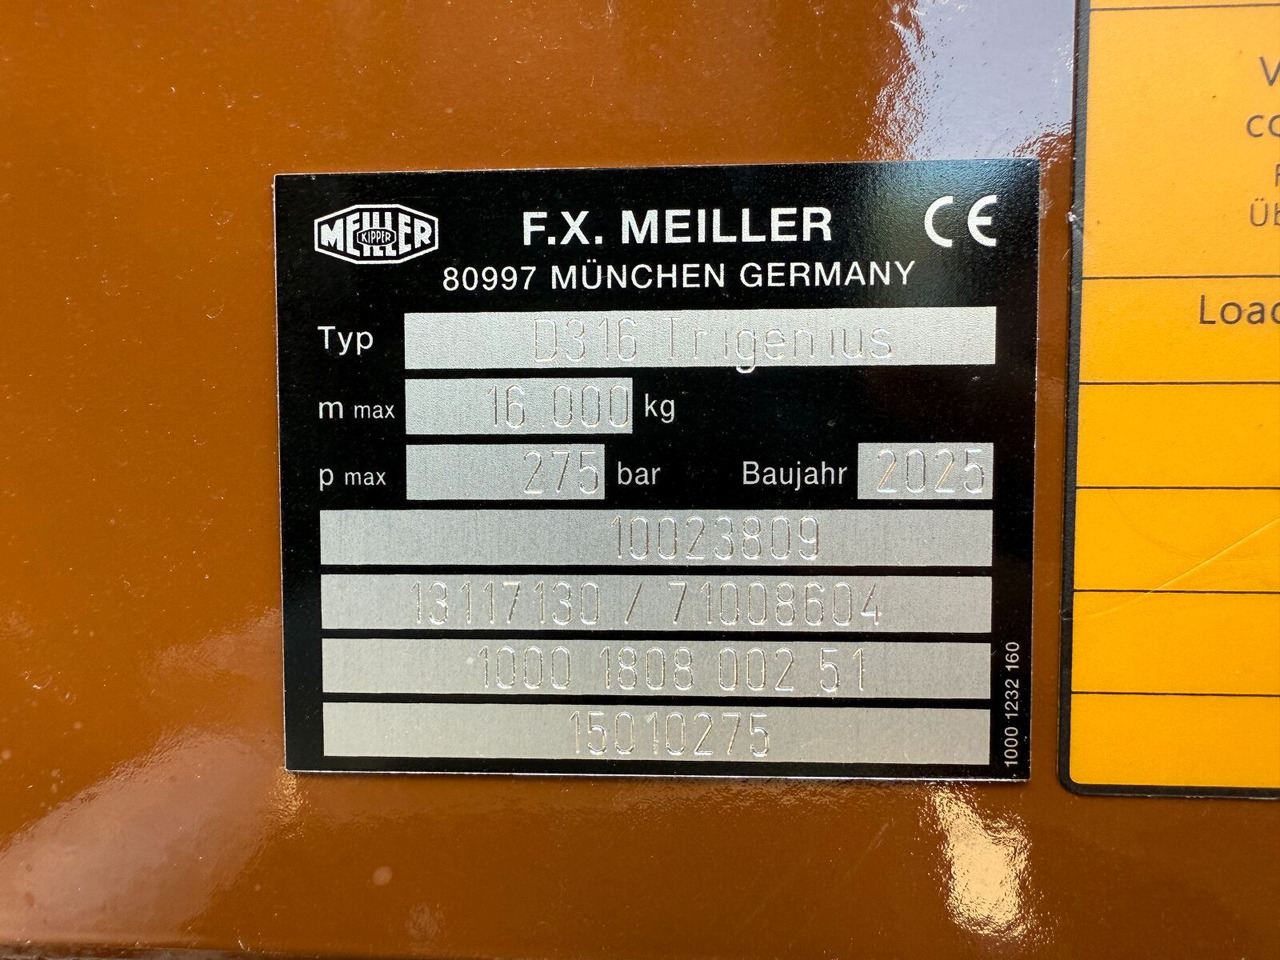 MEILLER
KIPPER
F.X. MEILLER CE
80997 MÜNCHEN GERMANY
Typ D316 Trigenius
m max 16 000 kg
p max 275 bar Baujahr 2025
10023809
13117130 / 71008604
1000 1808 002 51
15010275
1000 1232 160